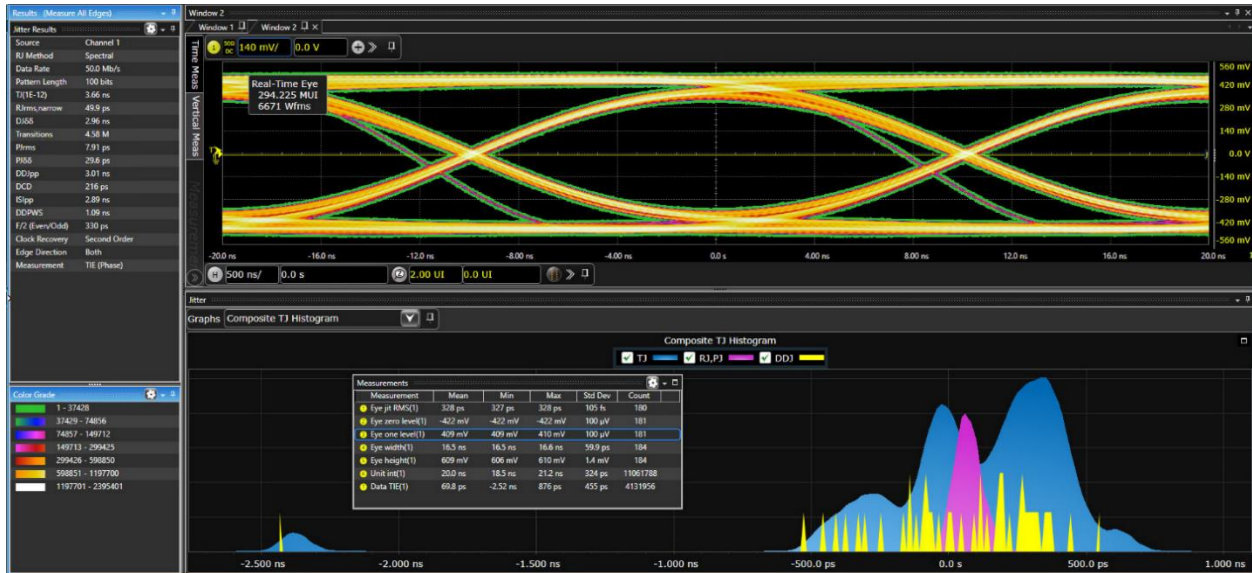 Results (Measure All Edges)
Jitter Results
Source Channel 1
RJ Method Spectral
Data Rate 50.0 Mb/s
Pattern Length 100 bits
TJ(1E-12) 3.66 ns
RJrms,narrow 49.9 ps
DJδδ 2.96 ns
Transitions 4.58 M
PJrms 7.91 ps
PJδδ 29.6 ps
DDJpp 3.01 ns
DCD 216 ps
ISIpp 2.89 ns
DDPWS 1.09 ns
F/2 (Even/Odd) 330 ps
Clock Recovery Second Order
Edge Direction Both
Measurement TIE (Phase)
Color Grade
1 - 37428
37429 - 74856
74857 - 149712
149713 - 299425
299426 - 598850
598851 - 1197700
1197701 - 2395401
Window 2
Window 1 Window 2
Time Meas
Vertical Meas
Measurements
1 50Ω DC 140 mV/ 0.0 V
Real-Time Eye
294.225 MUI
6671 Wfms
560 mV
420 mV
280 mV
140 mV
0.0 V
-140 mV
-280 mV
-420 mV
-560 mV
-20.0 ns -16.0 ns -12.0 ns -8.00 ns -4.00 ns 0.0 s 4.00 ns 8.00 ns 12.0 ns 16.0 ns 20.0 ns
H 500 ns/ 0.0 s Z 2.00 UI 0.0 UI
Jitter
Graphs Composite TJ Histogram
Composite TJ Histogram
TJ RJ,PJ DDJ
Measurements
Measurement Mean Min Max Std Dev Count
Eye jit RMS(1) 328 ps 327 ps 328 ps 105 fs 180
Eye zero level(1) -422 mV -422 mV -422 mV 100 µV 181
Eye one level(1) 409 mV 409 mV 410 mV 100 µV 181
Eye width(1) 16.5 ns 16.5 ns 16.6 ns 59.9 ps 184
Eye height(1) 609 mV 606 mV 610 mV 1.4 mV 184
Unit int(1) 20.0 ns 18.5 ns 21.2 ns 324 ps 11061788
Data TIE(1) 69.8 ps -2.52 ns 876 ps 455 ps 4131956
-2.500 ns -2.000 ns -1.500 ns -1.000 ns -500.0 ps 0.0 s 500.0 ps 1.000 ns